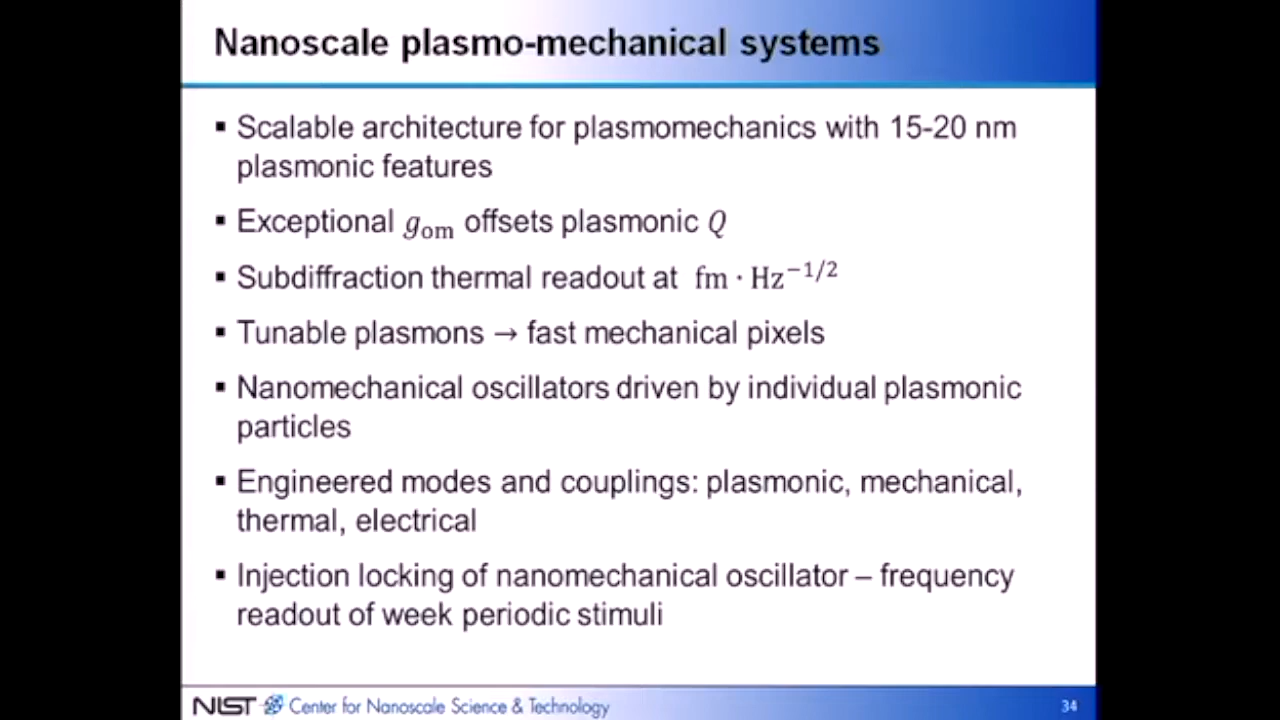 Nanoscale plasmo-mechanical systems
▪ Scalable architecture for plasmomechanics with 15-20 nm
plasmonic features
▪ Exceptional g_om offsets plasmonic Q
▪ Subdiffraction thermal readout at fm · Hz^−1/2
▪ Tunable plasmons → fast mechanical pixels
▪ Nanomechanical oscillators driven by individual plasmonic
particles
▪ Engineered modes and couplings: plasmonic, mechanical,
thermal, electrical
▪ Injection locking of nanomechanical oscillator – frequency
readout of week periodic stimuli
NIST Center for Nanoscale Science & Technology 34